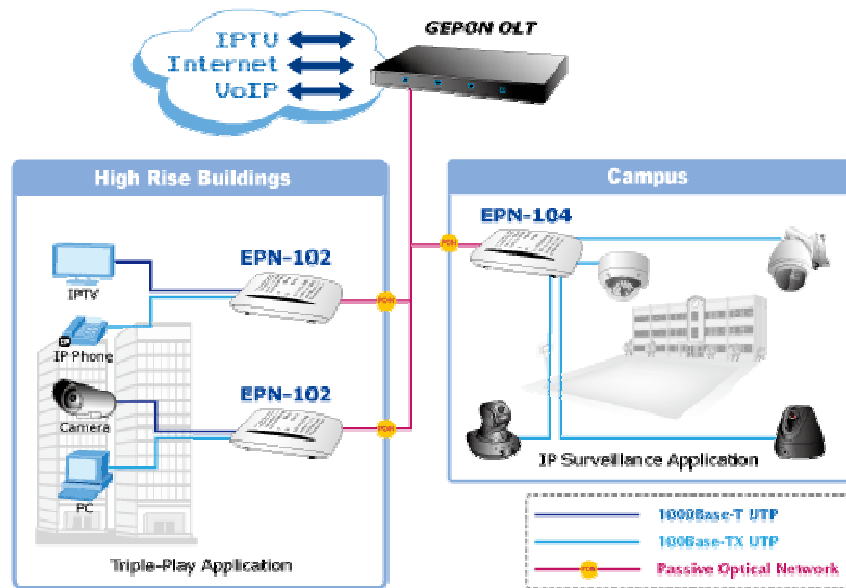 GEPON OLT
IPTV
Internet
VoIP
High Rise Buildings
Campus
EPN-104
EPN-102
IPTV
IP Phone
EPN-102
Camera
PC
IP Surveillance Application
Triple-Play Application
1000Base-T UTP
100Base-TX UTP
Passive Optical Network